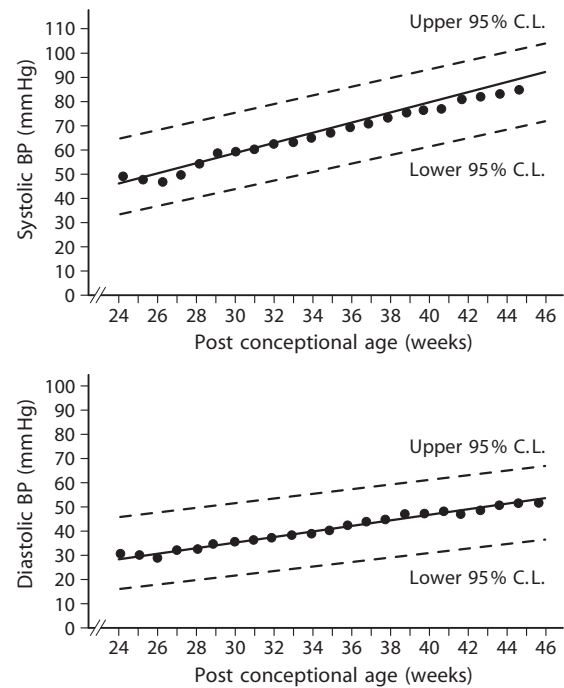 Upper 95% C.L.
Systolic BP (mm Hg)
110
100
90
80
70
60
50
40
30
20
10
0
Lower 95% C.L.
24 26 28 30 32 34 36 38 40 42 44 46
Post conceptional age (weeks)
Diastolic BP (mm Hg)
100
90
80
70
60
50
40
30
20
10
0
Upper 95% C.L.
Lower 95% C.L.
24 26 28 30 32 34 36 38 40 42 44 46
Post conceptional age (weeks)